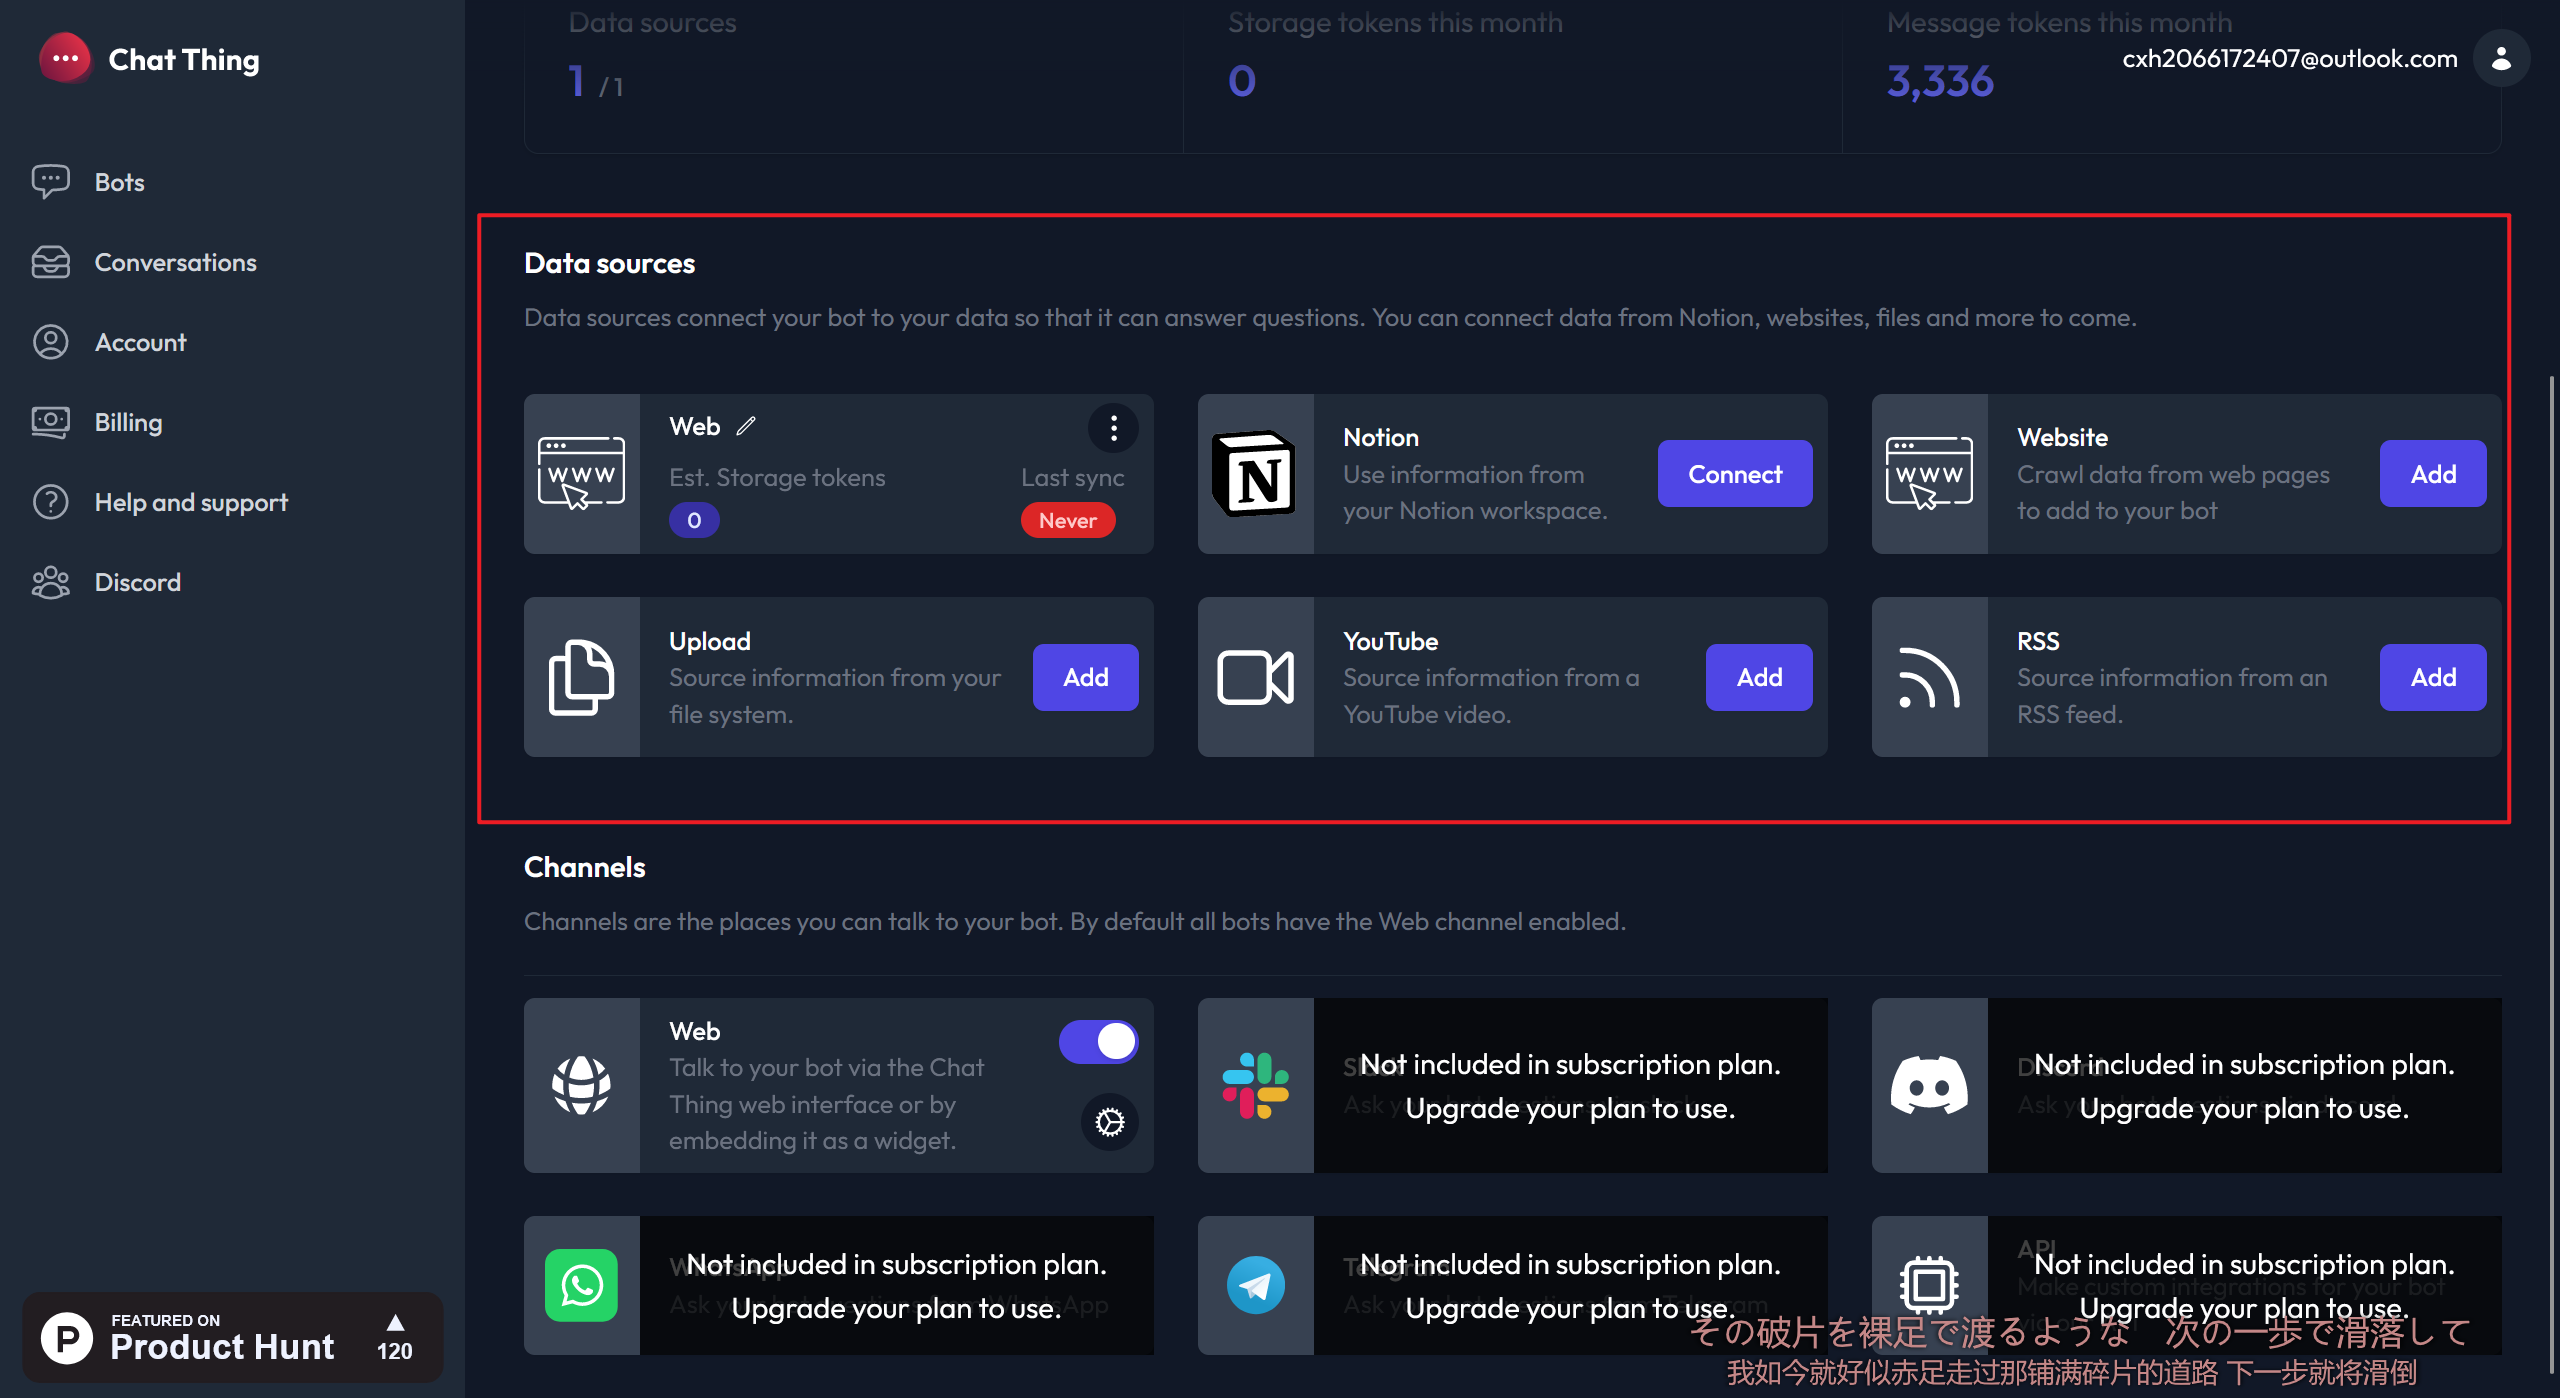 Chat Thing
Bots
Conversations
Account
Billing
Help and support
Discord
FEATURED ON
Product Hunt
120
Data sources
1 / 1
Storage tokens this month
0
Message tokens this month
3,336
cxh2066172407@outlook.com
Data sources
Data sources connect your bot to your data so that it can answer questions. You can connect data from Notion, websites, files and more to come.
WWW
Web
Est. Storage tokens
0
Last sync
Never
N
Notion
Use information from
your Notion workspace.
Connect
WWW
Website
Crawl data from web pages
to add to your bot
Add
Upload
Source information from your
file system.
Add
YouTube
Source information from a
YouTube video.
Add
RSS
Source information from an
RSS feed.
Add
Channels
Channels are the places you can talk to your bot. By default all bots have the Web channel enabled.
Web
Talk to your bot via the Chat
Thing web interface or by
embedding it as a widget.
Not included in subscription plan.
Upgrade your plan to use.
Not included in subscription plan.
Upgrade your plan to use.
WhatsApp
Not included in subscription plan.
Upgrade your plan to use.
Telegram
Not included in subscription plan.
Upgrade your plan to use.
API
Make custom integrations for your bot
Not included in subscription plan.
Upgrade your plan to use.
その破片を裸足で渡るような 次の一歩で滑落して
我如今就好似赤足走过那铺满碎片的道路 下一步就将滑倒